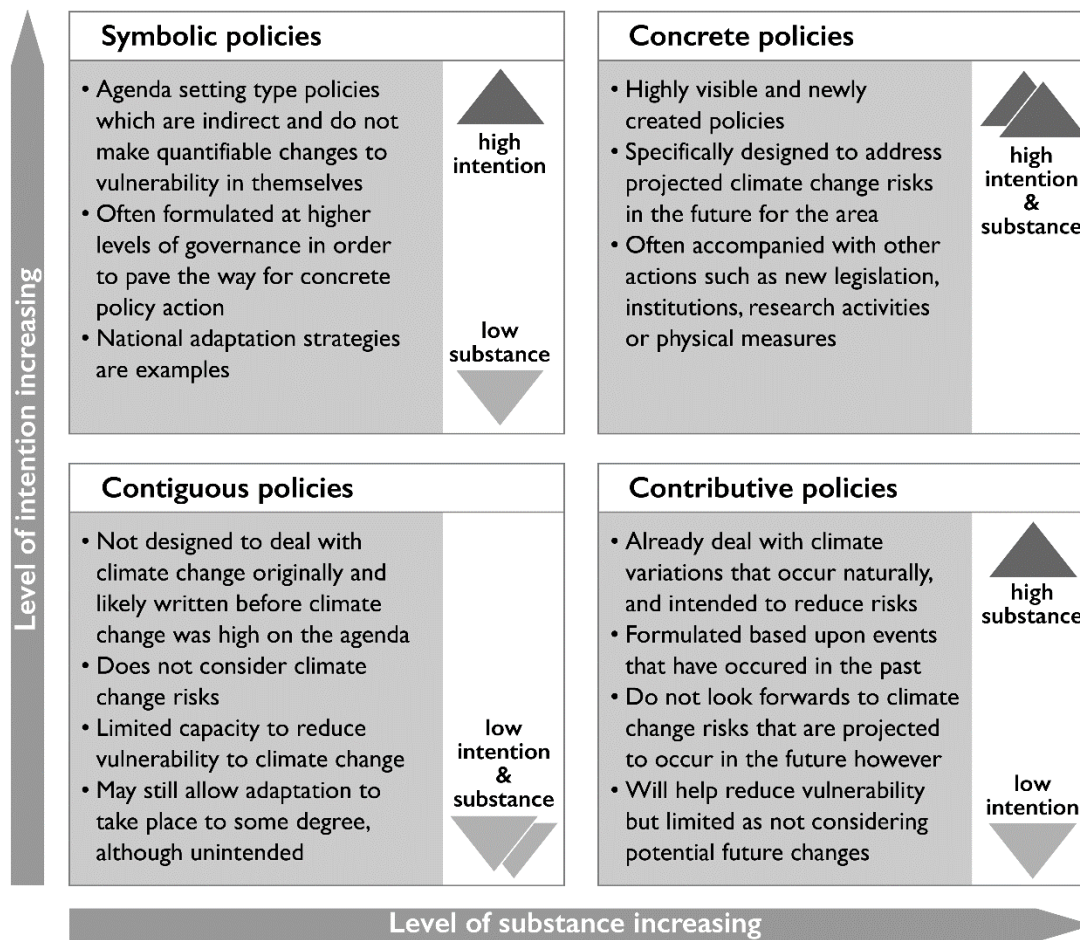 Level of intention increasing
Symbolic policies
• Agenda setting type policies
which are indirect and do not
make quantifiable changes to
vulnerability in themselves
• Often formulated at higher
levels of governance in order
to pave the way for concrete
policy action
• National adaptation strategies
are examples
high
intention
low
substance
Concrete policies
• Highly visible and newly
created policies
• Specifically designed to address
projected climate change risks
in the future for the area
• Often accompanied with other
actions such as new legislation,
institutions, research activities
or physical measures
high
intention
&
substance
Contiguous policies
• Not designed to deal with
climate change originally and
likely written before climate
change was high on the agenda
• Does not consider climate
change risks
• Limited capacity to reduce
vulnerability to climate change
• May still allow adaptation to
take place to some degree,
although unintended
low
intention
&
substance
Contributive policies
• Already deal with climate
variations that occur naturally,
and intended to reduce risks
• Formulated based upon events
that have occured in the past
• Do not look forwards to climate
change risks that are projected
to occur in the future however
• Will help reduce vulnerability
but limited as not considering
potential future changes
high
substance
low
intention
Level of substance increasing